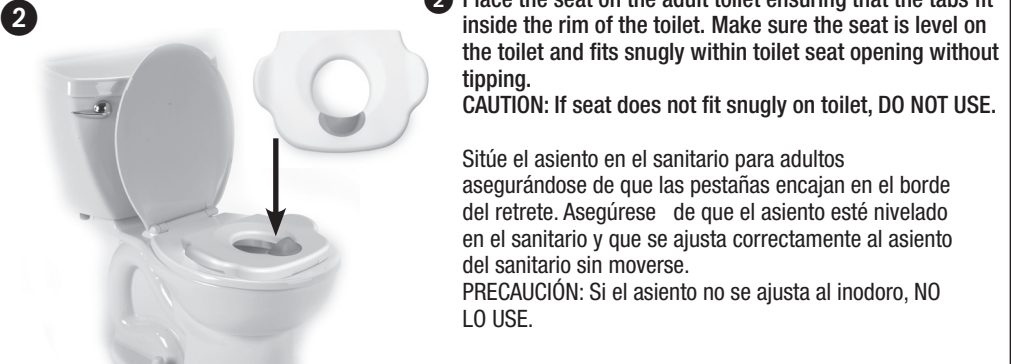 2
2 Place the seat on the adult toilet ensuring that the tabs fit
inside the rim of the toilet. Make sure the seat is level on
the toilet and fits snugly within toilet seat opening without
tipping.
CAUTION: If seat does not fit snugly on toilet, DO NOT USE.
Sitúe el asiento en el sanitario para adultos
asegurándose de que las pestañas encajan en el borde
del retrete. Asegúrese de que el asiento esté nivelado
en el sanitario y que se ajusta correctamente al asiento
del sanitario sin moverse.
PRECAUCIÓN: Si el asiento no se ajusta al inodoro, NO
LO USE.